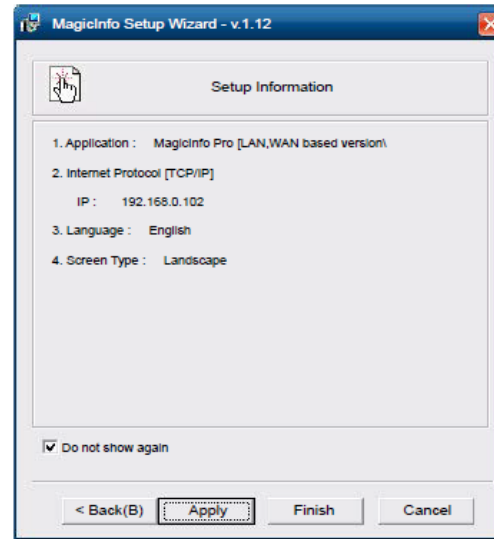 MagicInfo Setup Wizard - v.1.12
Setup Information
1. Application : MagicInfo Pro [LAN,WAN based version\
2. Internet Protocol [TCP/IP]
IP : 192.168.0.102
3. Language : English
4. Screen Type : Landscape
Do not show again
< Back(B) Apply Finish Cancel